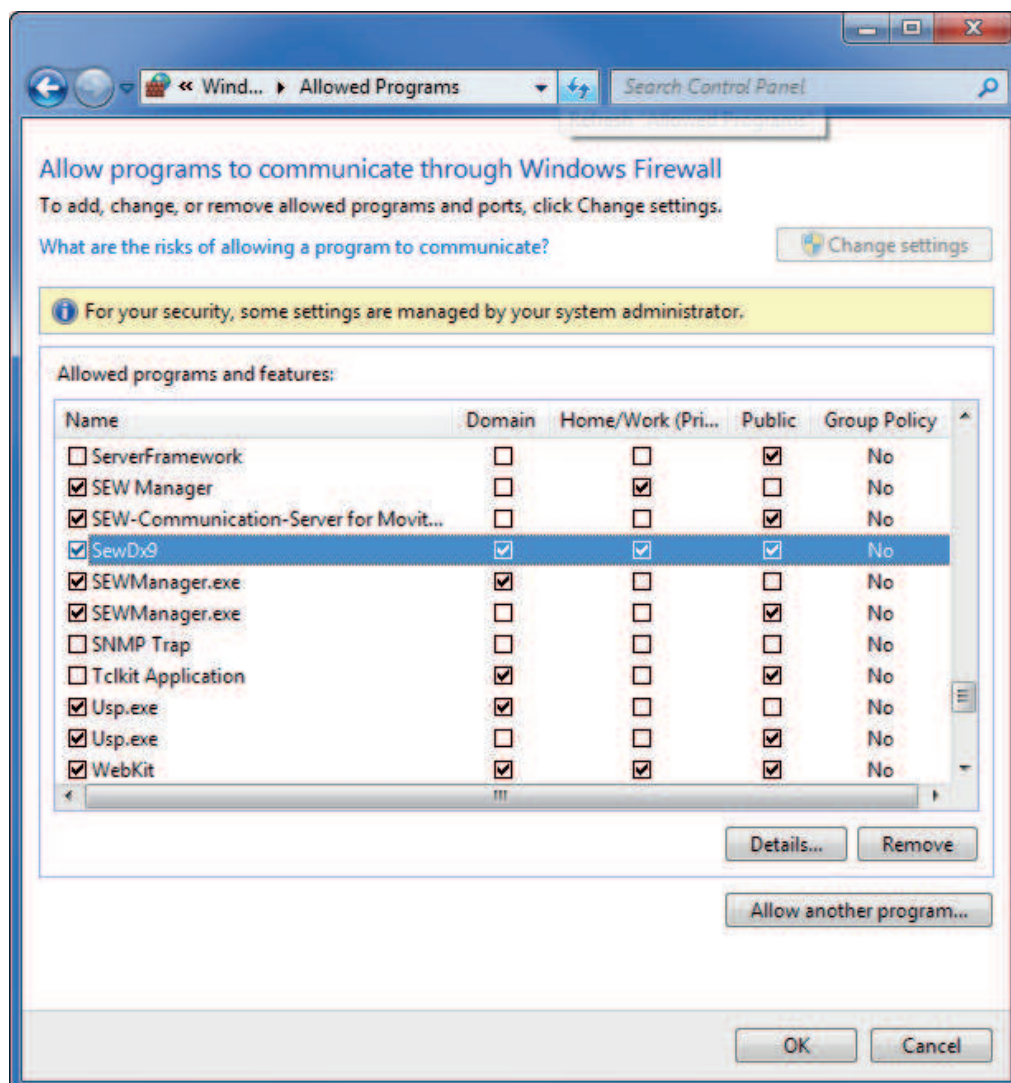 « Wind... ▸ Allowed Programs Search Control Panel
Refresh "Allowed Programs"
Allow programs to communicate through Windows Firewall
To add, change, or remove allowed programs and ports, click Change settings.
What are the risks of allowing a program to communicate? Change settings
For your security, some settings are managed by your system administrator.
Allowed programs and features:
Name Domain Home/Work (Pri... Public Group Policy
ServerFramework No
SEW Manager No
SEW-Communication-Server for Movit... No
SewDx9 No
SEWManager.exe No
SEWManager.exe No
SNMP Trap No
Tclkit Application No
Usp.exe No
Usp.exe No
WebKit No
Details... Remove
Allow another program...
OK Cancel